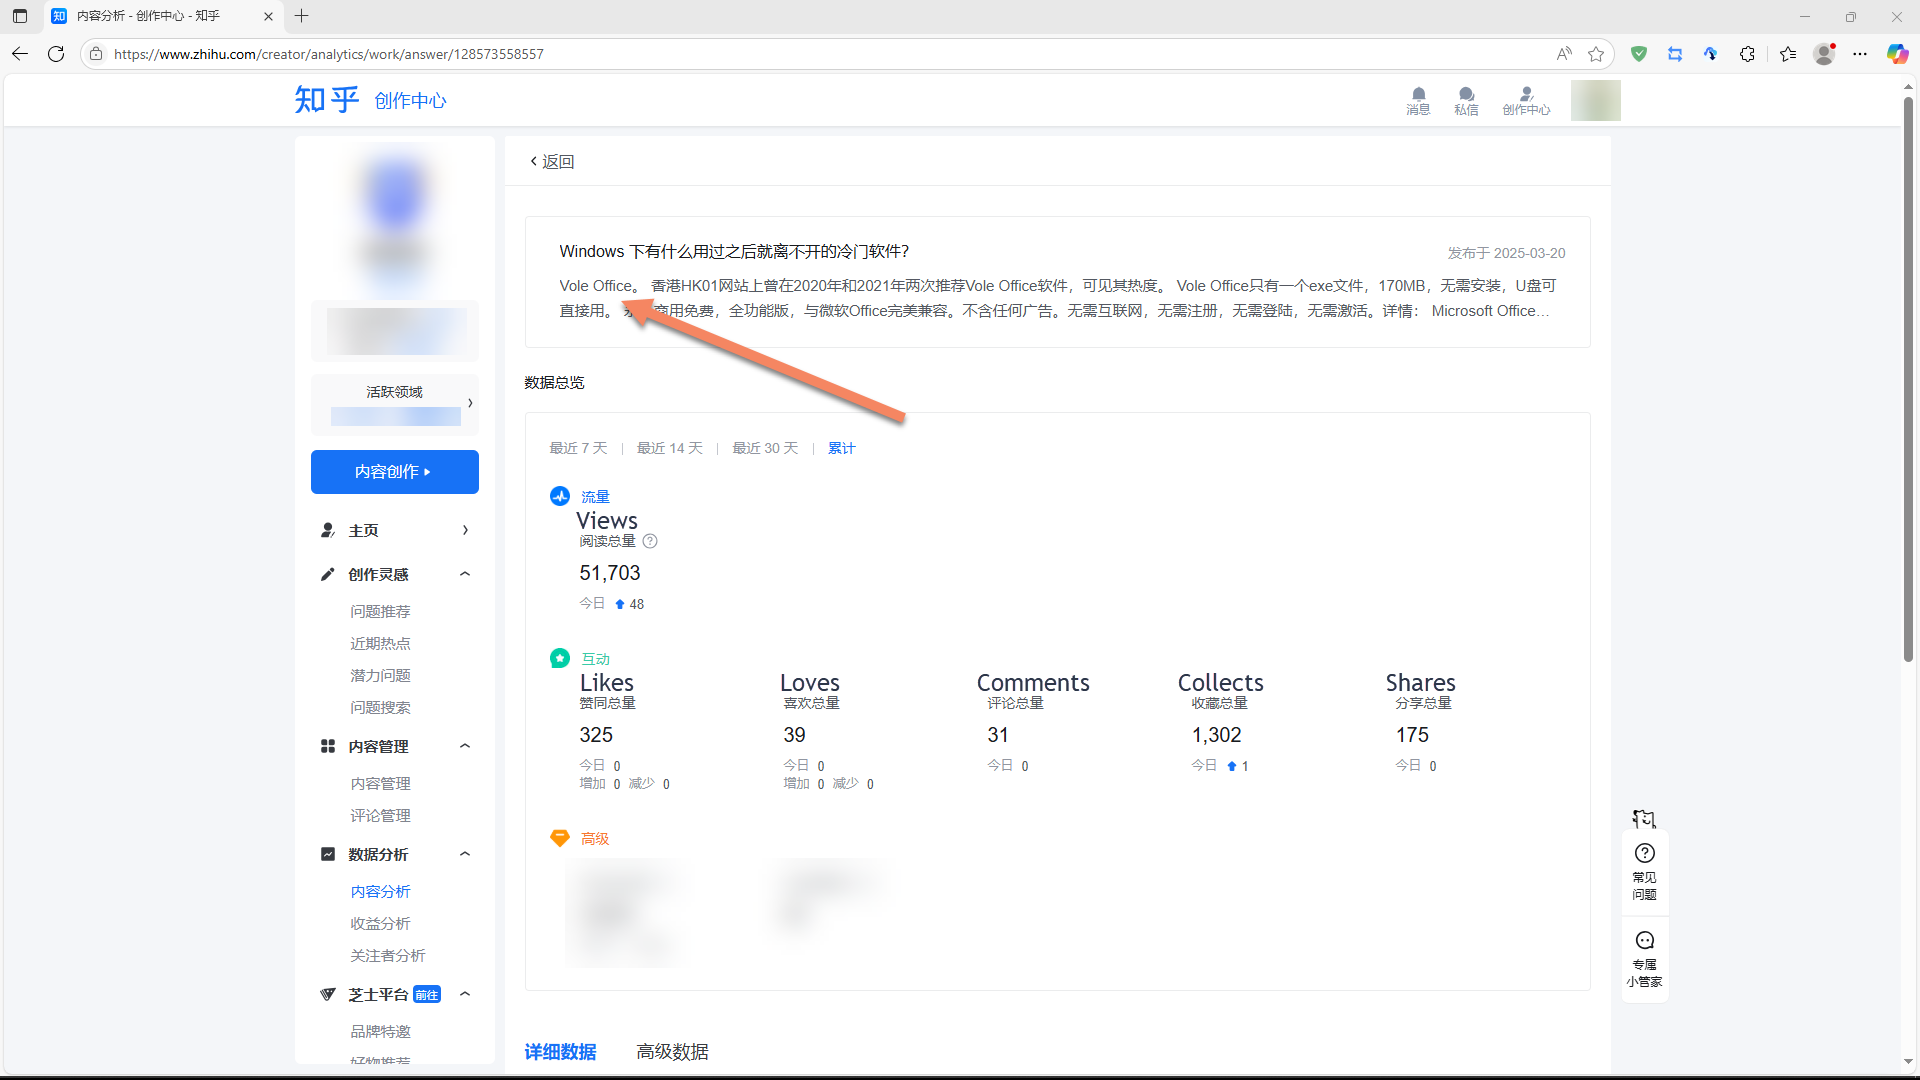 内容分析 - 创作中心 - 知乎
https://www.zhihu.com/creator/analytics/work/answer/128573558557
知乎 创作中心
消息 私信 创作中心
返回
Windows 下有什么用过之后就离不开的冷门软件？
发布于 2025-03-20
Vole Office。 香港HK01网站上曾在2020年和2021年两次推荐Vole Office软件，可见其热度。 Vole Office只有一个exe文件，170MB，无需安装，U盘可
直接用。 商用免费，全功能版，与微软Office完美兼容。不含任何广告。无需互联网，无需注册，无需登陆，无需激活。详情： Microsoft Office…
活跃领域
内容创作
主页
创作灵感
问题推荐
近期热点
潜力问题
问题搜索
内容管理
内容管理
评论管理
数据分析
内容分析
收益分析
关注者分析
芝士平台 前往
品牌特邀
好物推荐
数据总览
最近 7 天 | 最近 14 天 | 最近 30 天 | 累计
流量
Views
阅读总量
51,703
今日 48
互动
Likes Loves Comments Collects Shares
赞同总量 喜欢总量 评论总量 收藏总量 分享总量
325 39 31 1,302 175
今日 0 今日 0 今日 0 今日 1 今日 0
增加 0 减少 0 增加 0 减少 0
高级
常见
问题
专属
小管家
详细数据 高级数据